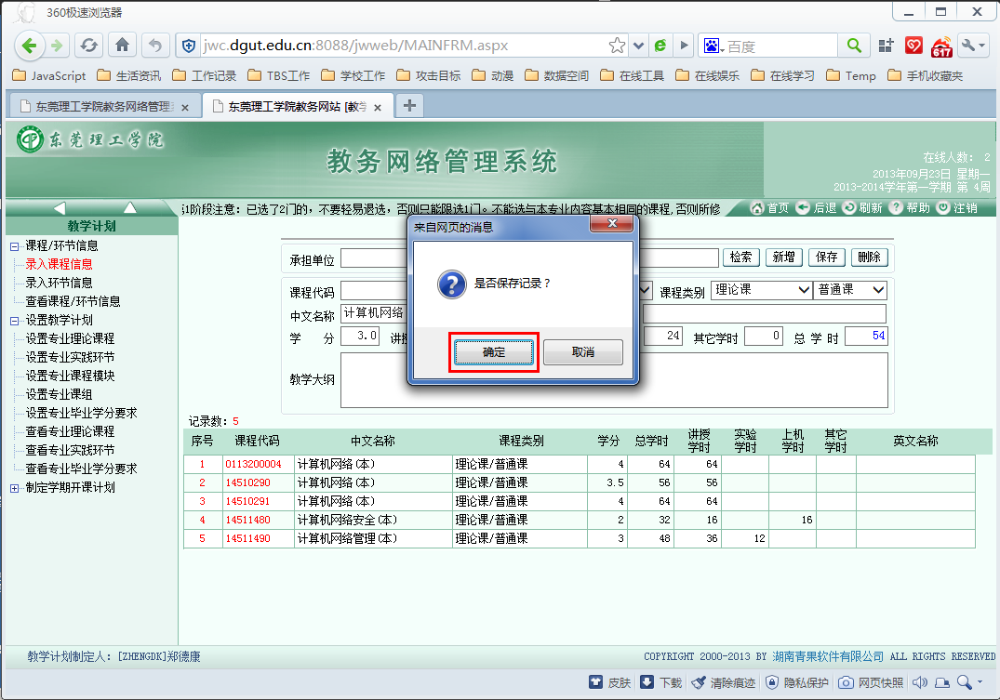 360极速浏览器
jwc.dgut.edu.cn:8088/jwweb/MAINFRM.aspx
百度
617
JavaScript 生活资讯 工作记录 TBS工作 学校工作 攻击目标 动漫 数据空间 在线工具 在线娱乐 在线学习 Temp 手机收藏夹
东莞理工学院教务网络管理
东莞理工学院教务网站 [教学
东莞理工学院
教务网络管理系统
在线人数: 2
2013年09月23日 星期一
2013-2014学年第一学期 第 4周
第1阶段注意：已选了2门的，不要轻易退选，否则只能限选1门。不能选与本专业内容基本相同的课程,否则所修
首页 后退 刷新 帮助 注销
教学计划
课程/环节信息
录入课程信息
录入环节信息
查看课程/环节信息
设置教学计划
设置专业理论课程
设置专业实践环节
设置专业课程模块
设置专业课组
设置专业毕业学分要求
查看专业理论课程
查看专业实践环节
查看专业毕业学分要求
制定学期开课计划
承担单位 检索 新增 保存 删除
课程代码 课程类别 理论课 普通课
中文名称 计算机网络
学 分 3.0 讲授 24 其它学时 0 总 学 时 54
教学大纲
来自网页的消息
是否保存记录？
确定 取消
记录数: 5
序号 课程代码 中文名称 课程类别 学分 总学时 讲授学时 实验学时 上机学时 其它学时 英文名称
1 0113200004 计算机网络(本) 理论课/普通课 4 64 64
2 14510290 计算机网络(本) 理论课/普通课 3.5 56 56
3 14510291 计算机网络(本) 理论课/普通课 4 64 64
4 14511480 计算机网络安全(本) 理论课/普通课 2 32 16 16
5 14511490 计算机网络管理(本) 理论课/普通课 3 48 36 12
教学计划制定人: [ZHENGDK]郑德康
COPYRIGHT 2000-2013 BY 湖南青果软件有限公司 ALL RIGHTS RESERVED
皮肤 下载 清除痕迹 隐私保护 网页快照